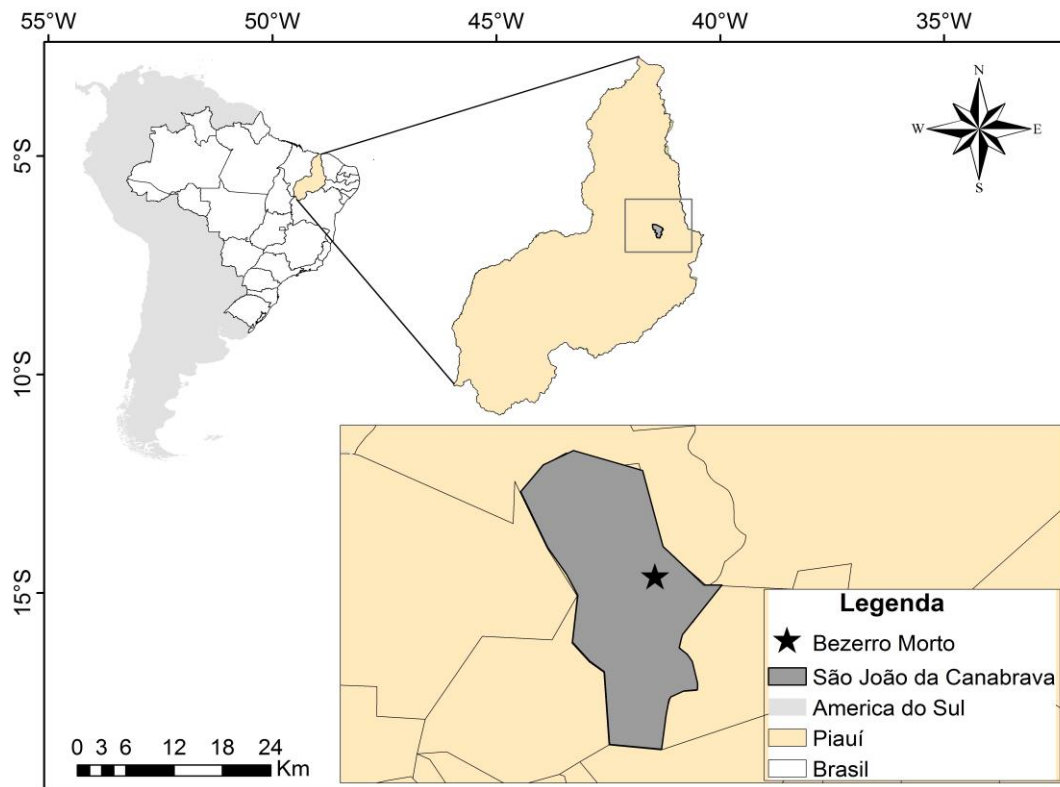 55°W 50°W 45°W 40°W 35°W
N
W E
S
5°S
10°S
15°S
Legenda
Bezerro Morto
São João da Canabrava
America do Sul
Piauí
Brasil
0 3 6 12 18 24
Km